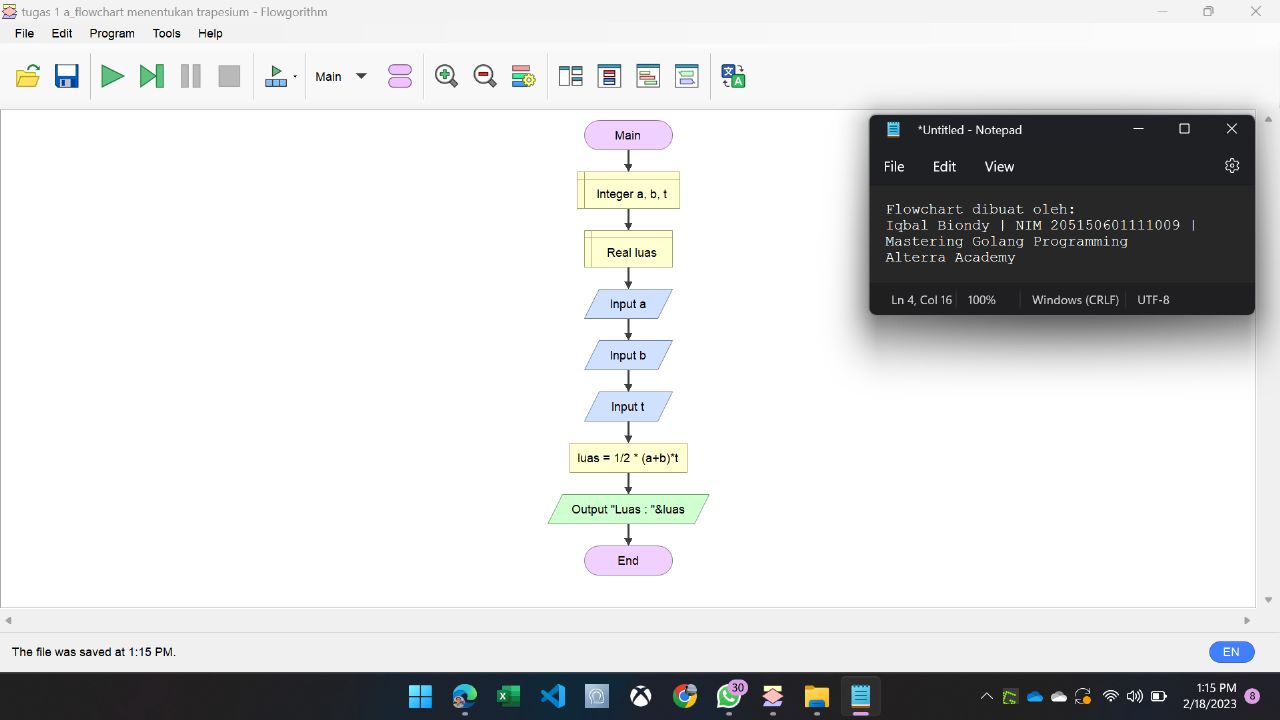 tugas 1 a_flowchart menentukan trapesium - Flowgorithm
File Edit Program Tools Help
Main
Main
Integer a, b, t
Real luas
Input a
Input b
Input t
luas = 1/2 * (a+b)*t
Output "Luas : "&luas
End
*Untitled - Notepad
File Edit View
Flowchart dibuat oleh:
Iqbal Biondy | NIM 205150601111009 |
Mastering Golang Programming
Alterra Academy
Ln 4, Col 16 100% Windows (CRLF) UTF-8
The file was saved at 1:15 PM.
EN
30
1:15 PM
2/18/2023
8